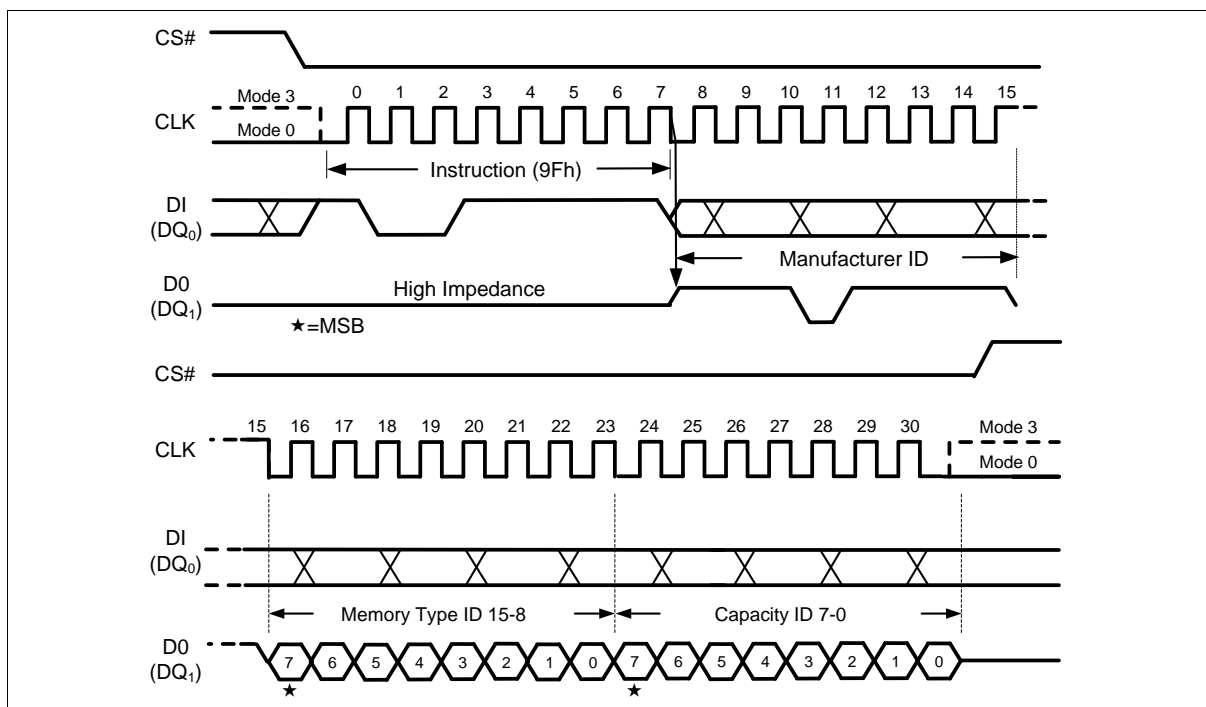 CS#
Mode 3
0 1 2 3 4 5 6 7 8 9 10 11 12 13 14 15
CLK
Mode 0
Instruction (9Fh)
DI
(DQ0)
Manufacturer ID
D0
(DQ1)
High Impedance
★=MSB
CS#
15 16 17 18 19 20 21 22 23 24 25 26 27 28 29 30
CLK
Mode 3
Mode 0
DI
(DQ0)
Memory Type ID 15-8
Capacity ID 7-0
D0
(DQ1)
7 6 5 4 3 2 1 0 7 6 5 4 3 2 1 0
★ ★